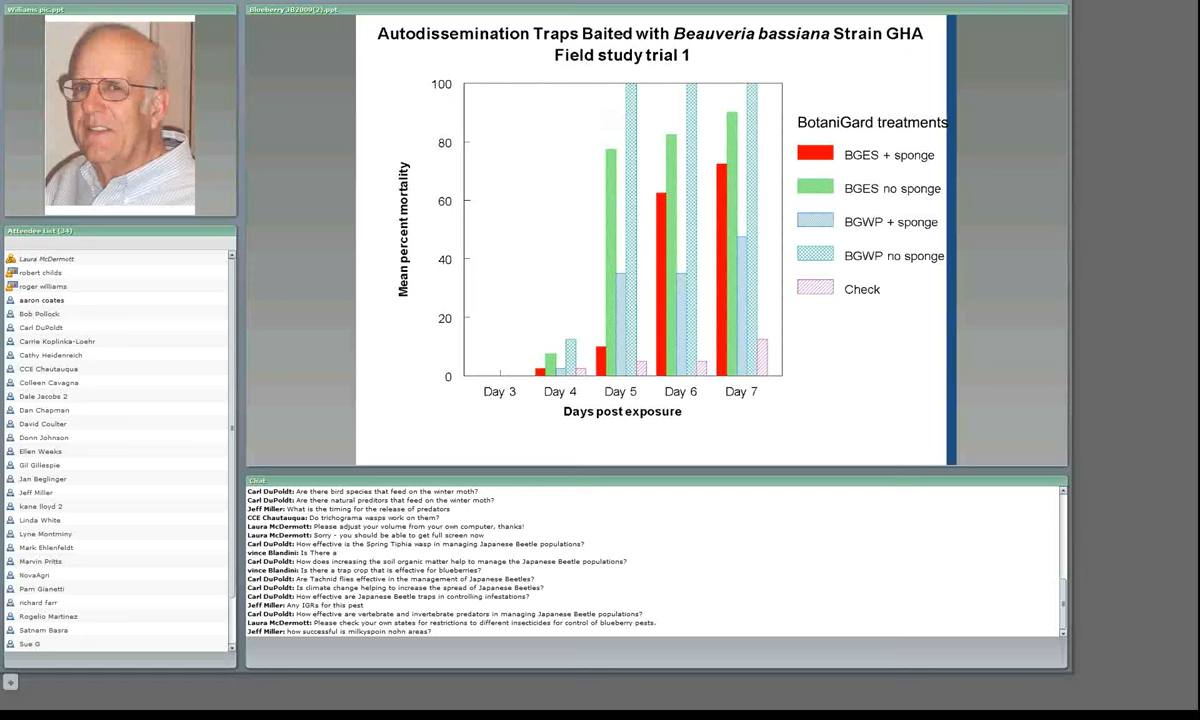 Williams pic.ppt
Attendee List (34)
Laura McDermott
robert childs
roger williams
aaron coates
Bob Pollock
Carl DuPoldt
Carrie Koplinka-Loehr
Cathy Heidenreich
CCE Chautauqua
Colleen Cavagna
Dale Jacobs 2
Dan Chapman
David Coulter
Donn Johnson
Ellen Weeks
Gil Gillespie
Jan Beglinger
Jeff Miller
kane lloyd 2
Linda White
Lyne Montminy
Mark Ehlenfeldt
Marvin Pritts
NovaAgri
Pam Gianetti
richard farr
Rogelio Martinez
Satnam Basra
Sue G
Blueberry JB2009(2).ppt
Autodissemination Traps Baited with Beauveria bassiana Strain GHA
Field study trial 1
100
80
60
40
20
0
Mean percent mortality
Day 3 Day 4 Day 5 Day 6 Day 7
Days post exposure
BotaniGard treatments
BGES + sponge
BGES no sponge
BGWP + sponge
BGWP no sponge
Check
Chat
Carl DuPoldt: Are there bird species that feed on the winter moth?
Carl DuPoldt: Are there natural preditors that feed on the winter moth?
Jeff Miller: What is the timing for the release of predators
CCE Chautauqua: Do trichograma wasps work on them?
Laura McDermott: Please adjust your volume from your own computer, thanks!
Laura McDermott: Sorry - you should be able to get full screen now
Carl DuPoldt: How effective is the Spring Tiphia wasp in managing Japanese Beetle populations?
vince Blandini: Is There a
Carl DuPoldt: How does increasing the soil organic matter help to manage the Japanese Beetle populations?
vince Blandini: Is there a trap crop that is effective for blueberries?
Carl DuPoldt: Are Tachnid flies effective in the management of Japanese Beetles?
Carl DuPoldt: Is climate change helping to increase the spread of Japanese Beetles?
Carl DuPoldt: How effective are Japanese Beetle traps in controlling infestations?
Jeff Miller: Any IGRs for this pest
Carl DuPoldt: How effective are vertebrate and invertebrate predators in managing Japanese Beetle populations?
Laura McDermott: Please check your own states for restrictions to different insecticides for control of blueberry pests.
Jeff Miller: how successful is milkyspoin nohn areas?